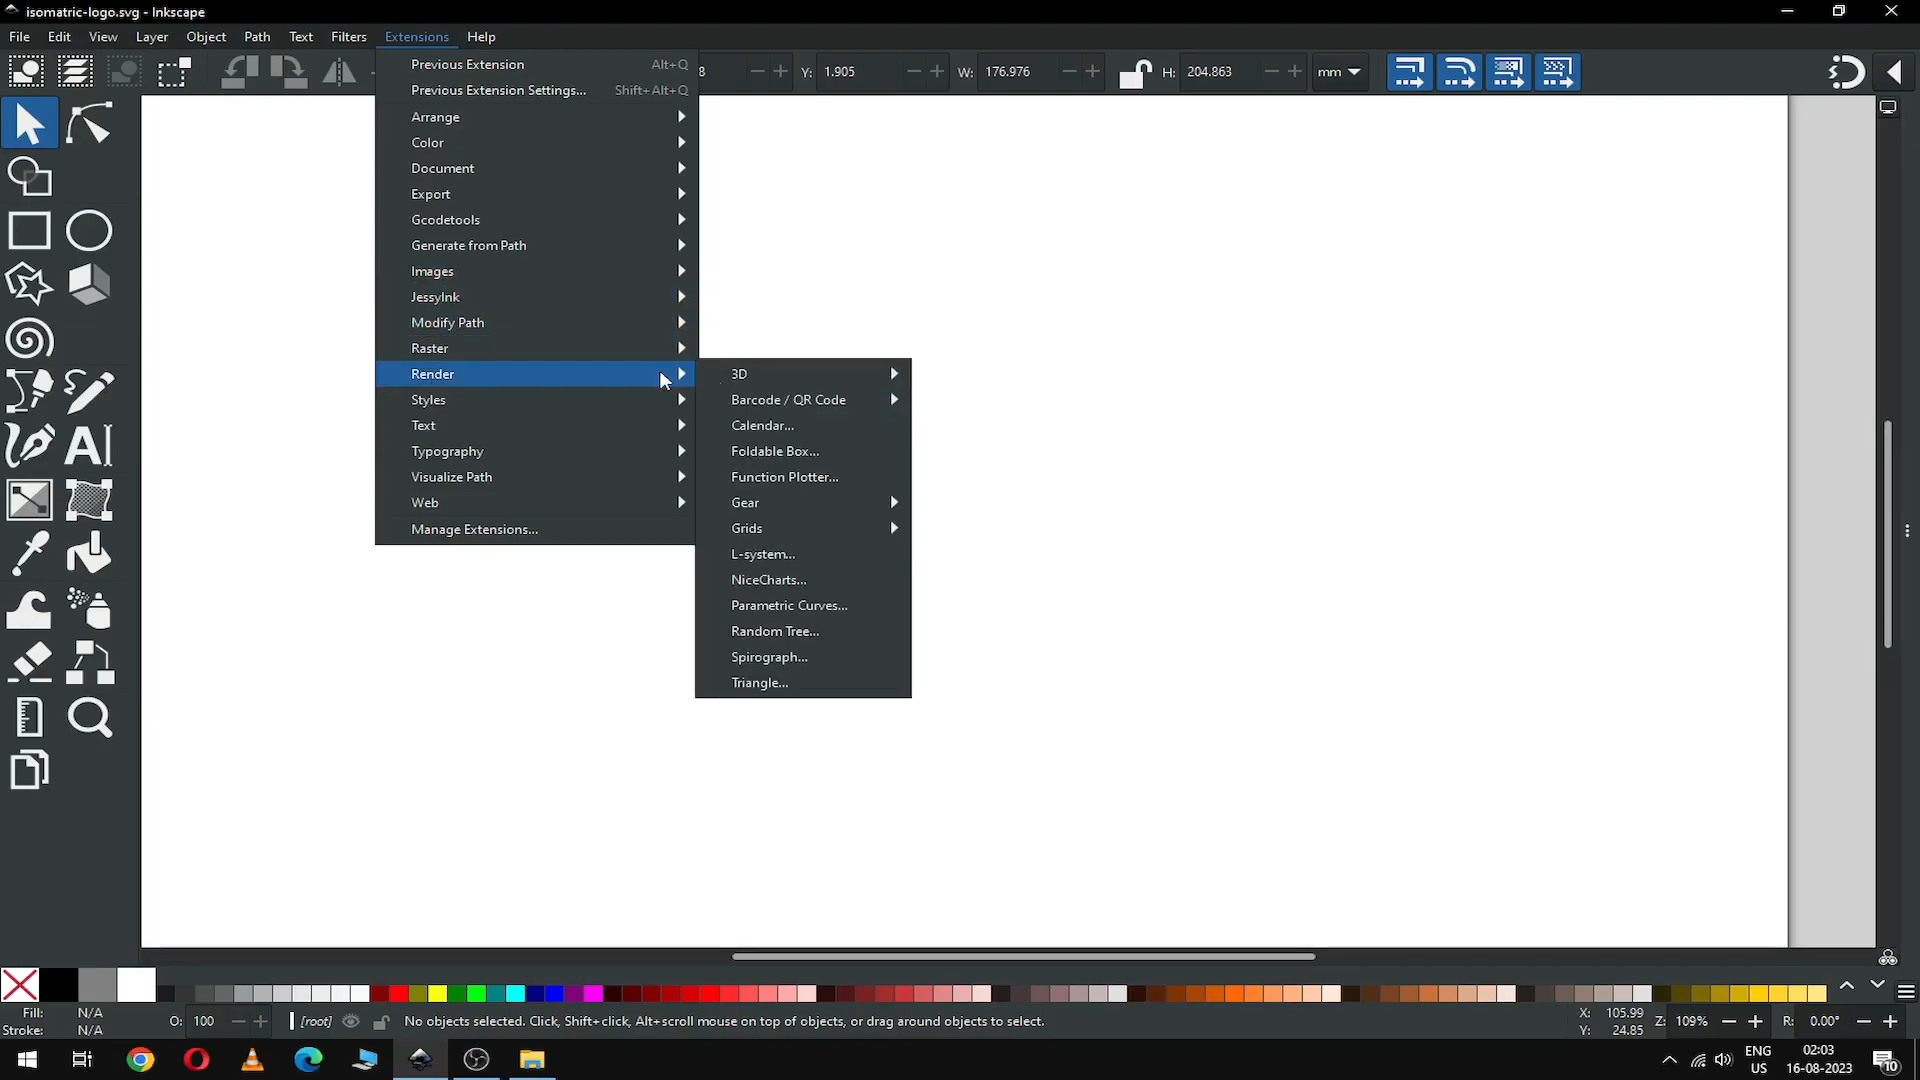 isomatric-logo.svg - Inkscape
File Edit View Layer Object Path Text Filters Extensions Help
8 Y: 1.905 W: 176.976 H: 204.863 mm
Previous Extension Alt+Q
Previous Extension Settings... Shift+Alt+Q
Arrange
Color
Document
Export
Gcodetools
Generate from Path
Images
JessyInk
Modify Path
Raster
Render
Styles
Text
Typography
Visualize Path
Web
Manage Extensions...
3D
Barcode / QR Code
Calendar...
Foldable Box...
Function Plotter...
Gear
Grids
L-system...
NiceCharts...
Parametric Curves...
Random Tree...
Spirograph...
Triangle...
Fill: N/A
Stroke: N/A
O: 100
[root]
No objects selected. Click, Shift+click, Alt+scroll mouse on top of objects, or drag around objects to select.
X: 105.99
Y: 24.85
Z: 109%
R: 0.00°
ENG
US
02:03
16-08-2023
10